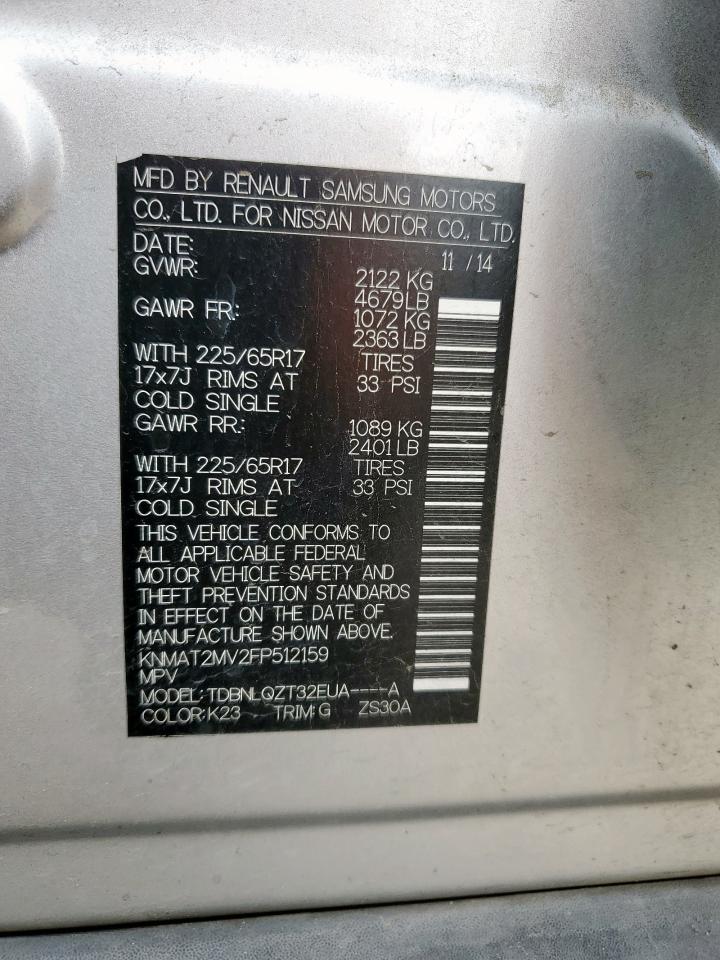 MFD BY RENAULT SAMSUNG MOTORS
CO., LTD. FOR NISSAN MOTOR CO., LTD.
DATE: 11 / 14
GVWR: 2122 KG
4679LB
GAWR FR: 1072 KG
2363 LB
WITH 225/65R17 TIRES
17x7J RIMS AT 33 PSI
COLD SINGLE
GAWR RR: 1089 KG
2401 LB
WITH 225/65R17 TIRES
17x7J RIMS AT 33 PSI
COLD SINGLE
THIS VEHICLE CONFORMS TO
ALL APPLICABLE FEDERAL
MOTOR VEHICLE SAFETY AND
THEFT PREVENTION STANDARDS
IN EFFECT ON THE DATE OF
MANUFACTURE SHOWN ABOVE.
KNMAT2MV2FP512159
MPV
MODEL: TDBNLQZT32EUA----A
COLOR: K23 TRIM: G ZS30A